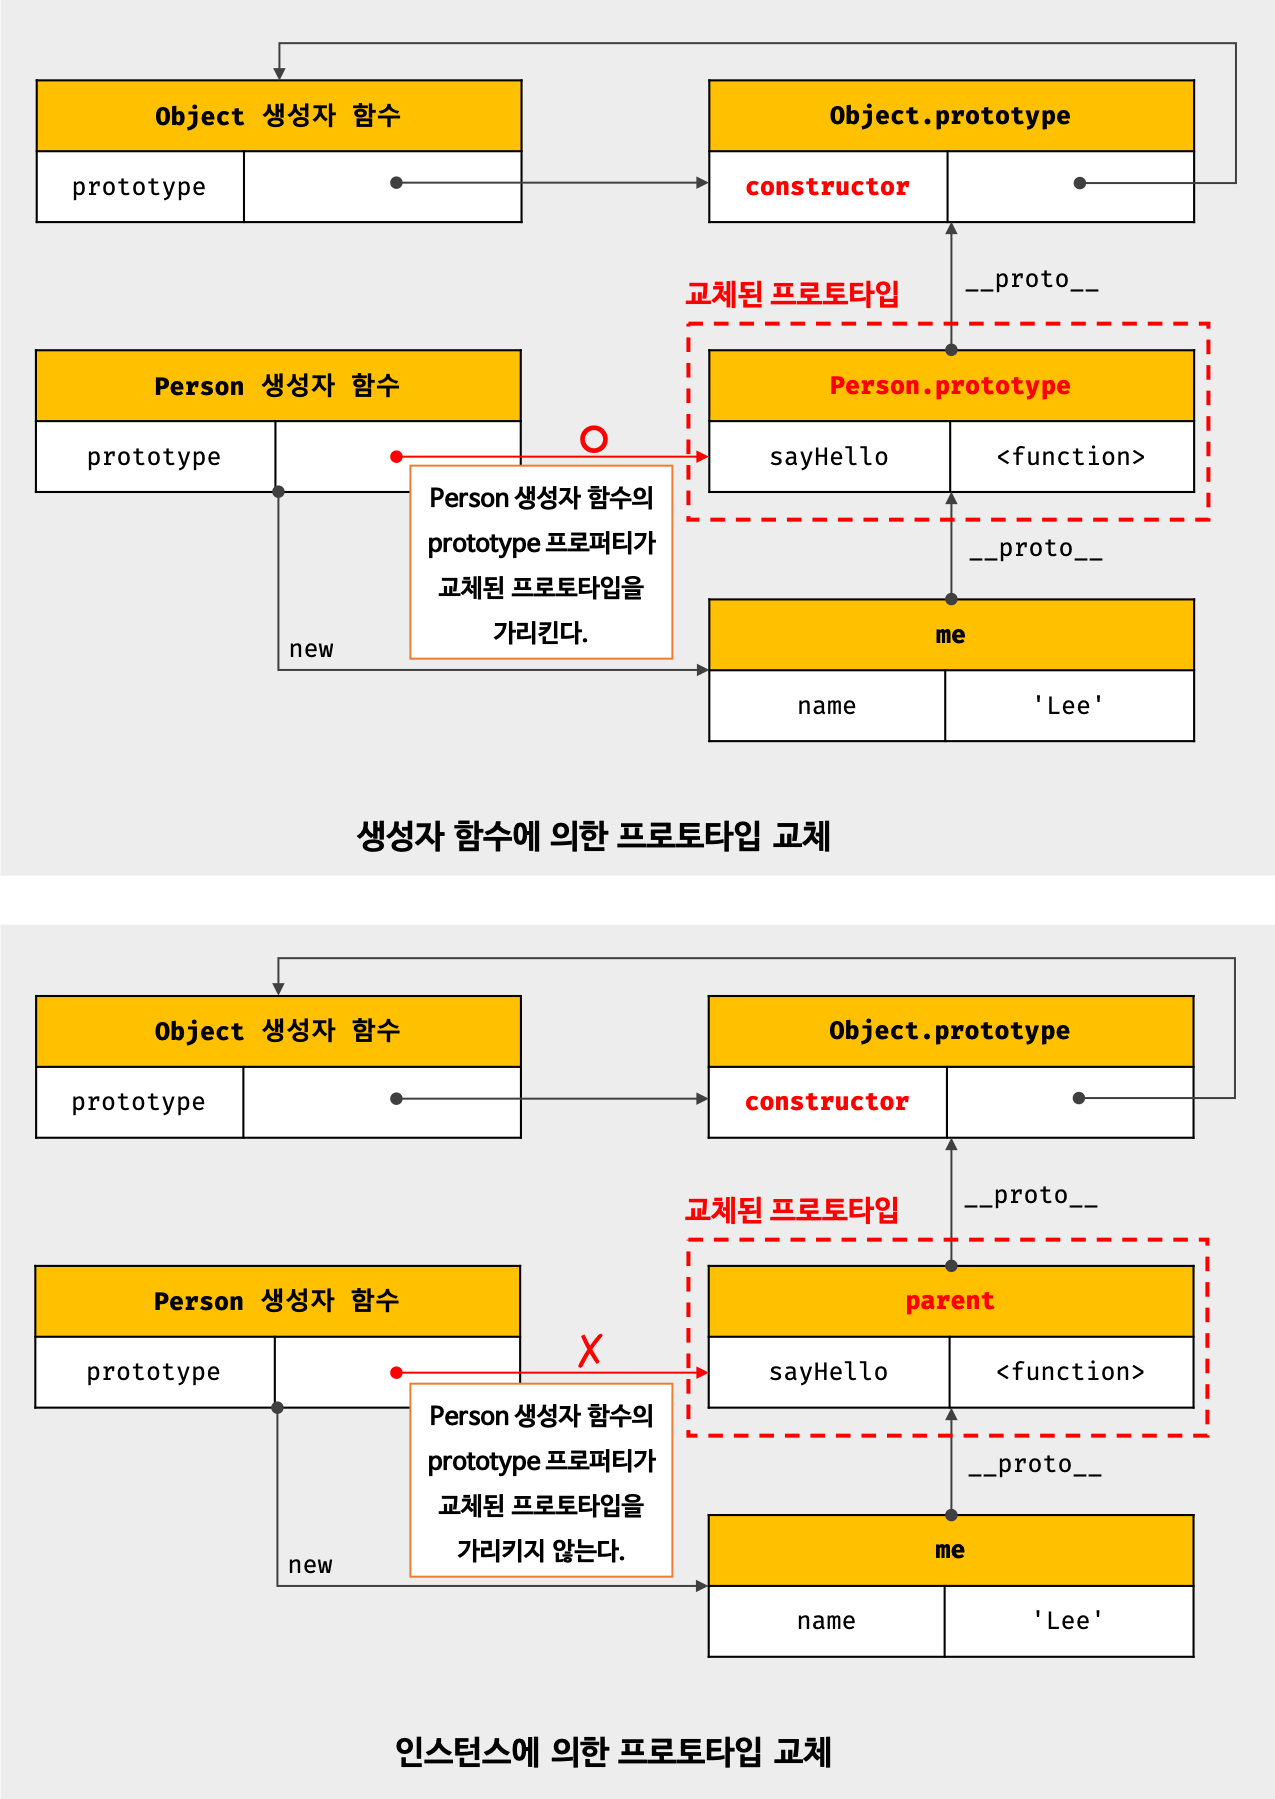 Object 생성자 함수
Object.prototype
prototype
constructor
__proto__
교체된 프로토타입
Person 생성자 함수
Person.prototype
prototype
sayHello
<function>
Person 생성자 함수의
prototype 프로퍼티가
교체된 프로토타입을
가리킨다.
__proto__
me
new
name
'Lee'
생성자 함수에 의한 프로토타입 교체
Object 생성자 함수
Object.prototype
prototype
constructor
__proto__
교체된 프로토타입
Person 생성자 함수
parent
X
prototype
sayHello
<function>
Person 생성자 함수의
prototype 프로퍼티가
교체된 프로토타입을
가리키지 않는다.
__proto__
me
new
name
'Lee'
인스턴스에 의한 프로토타입 교체